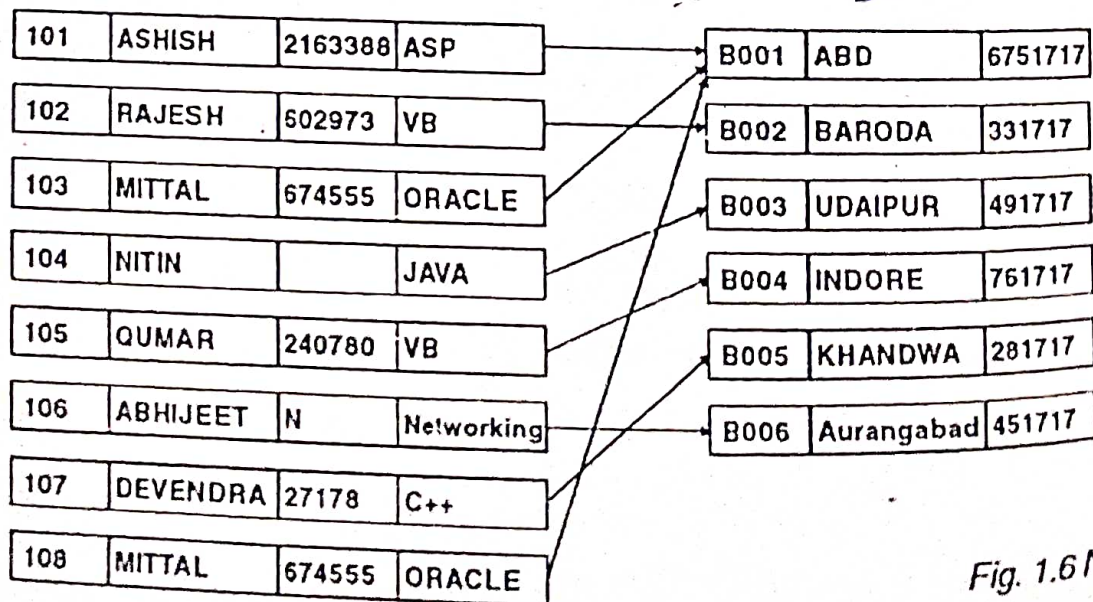 101 ASHISH 2163388 ASP
102 RAJESH 602973 VB
103 MITTAL 674555 ORACLE
104 NITIN JAVA
105 QUMAR 240780 VB
106 ABHIJEET N Networking
107 DEVENDRA 27178 C++
108 MITTAL 674555 ORACLE
B001 ABD 6751717
B002 BARODA 331717
B003 UDAIPUR 491717
B004 INDORE 761717
B005 KHANDWA 281717
B006 Aurangabad 451717
Fig. 1.6